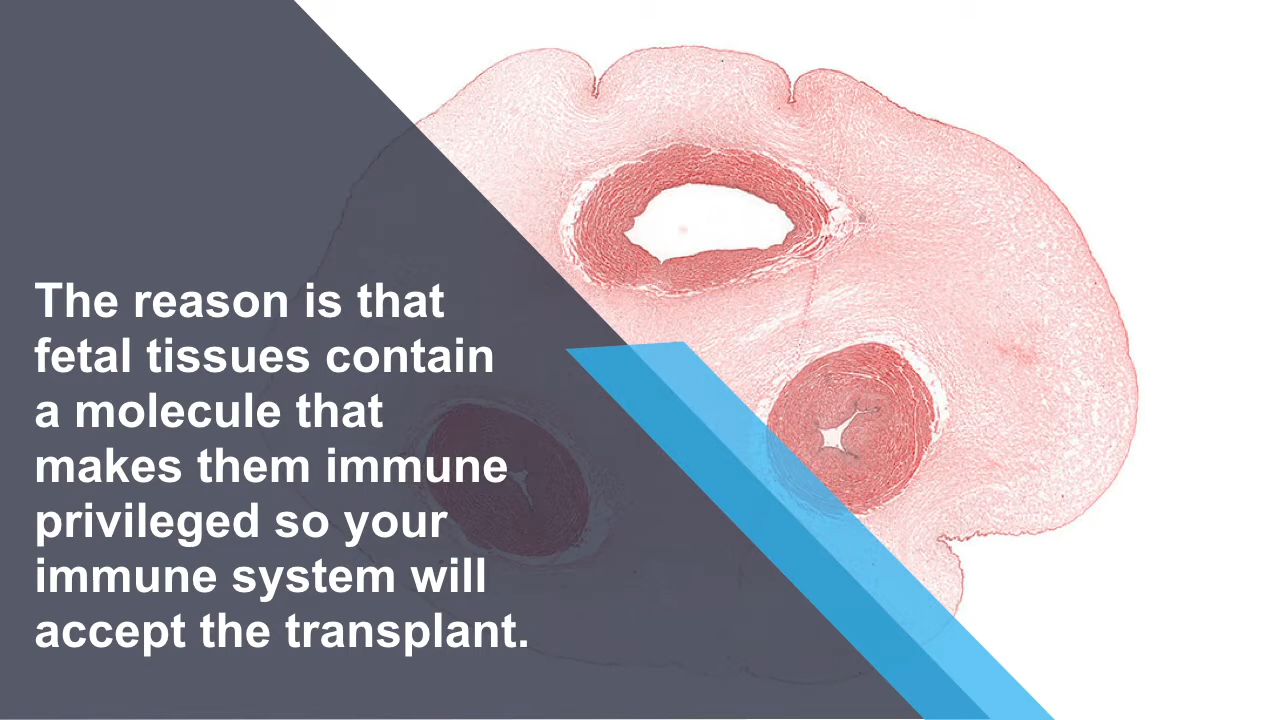 The reason is that
fetal tissues contain
a molecule that
makes them immune
privileged so your
immune system will
accept the transplant.